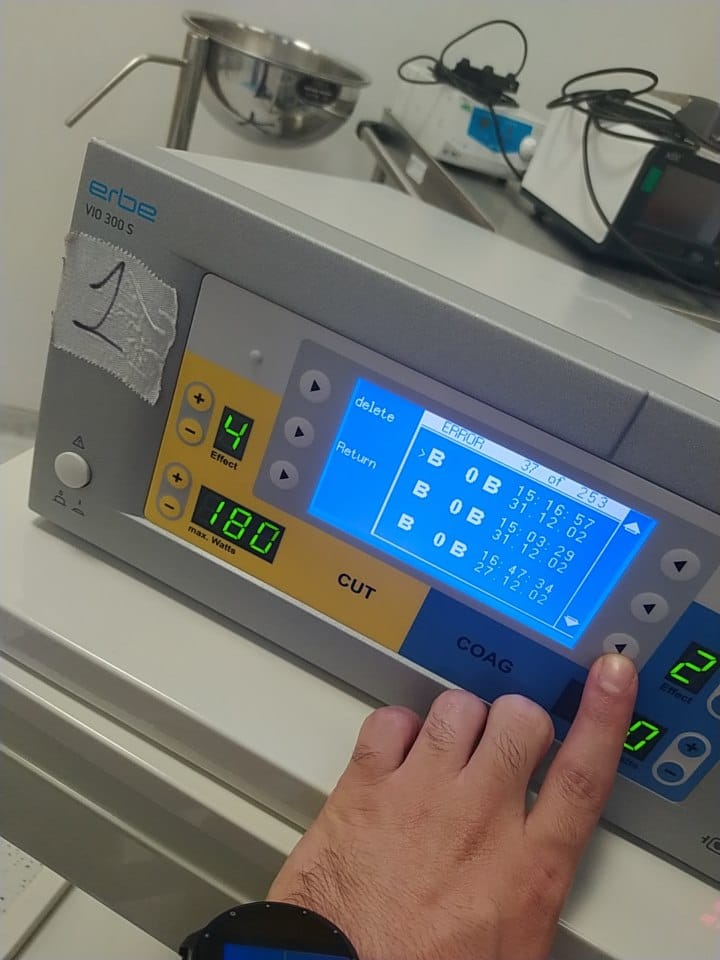 erbe
VIO 300 S
1
delete
Return
ERROR 37 of 253
>B 0B 15:16:57
31.12.02
B 0B 15:03:29
31.12.02
B 0B 16:47:34
27.12.02
+
-
4
Effect
+
-
180
max. Watts
CUT
COAG
2
Effect
0
+
-